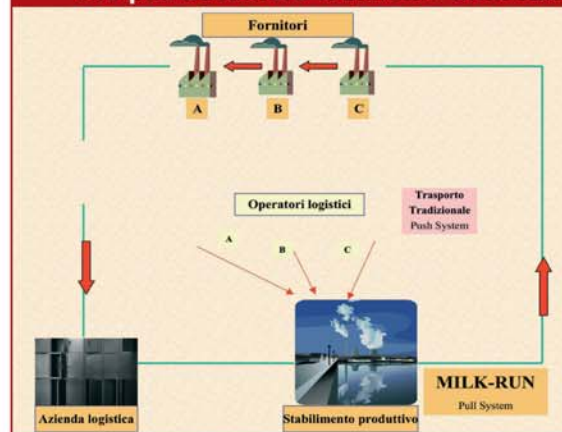 Fornitori
A
B
C
Operatori logistici
Trasporto
Tradizionale
Push System
A
B
C
MILK-RUN
Pull System
Azienda logistica
Stabilimento produttivo